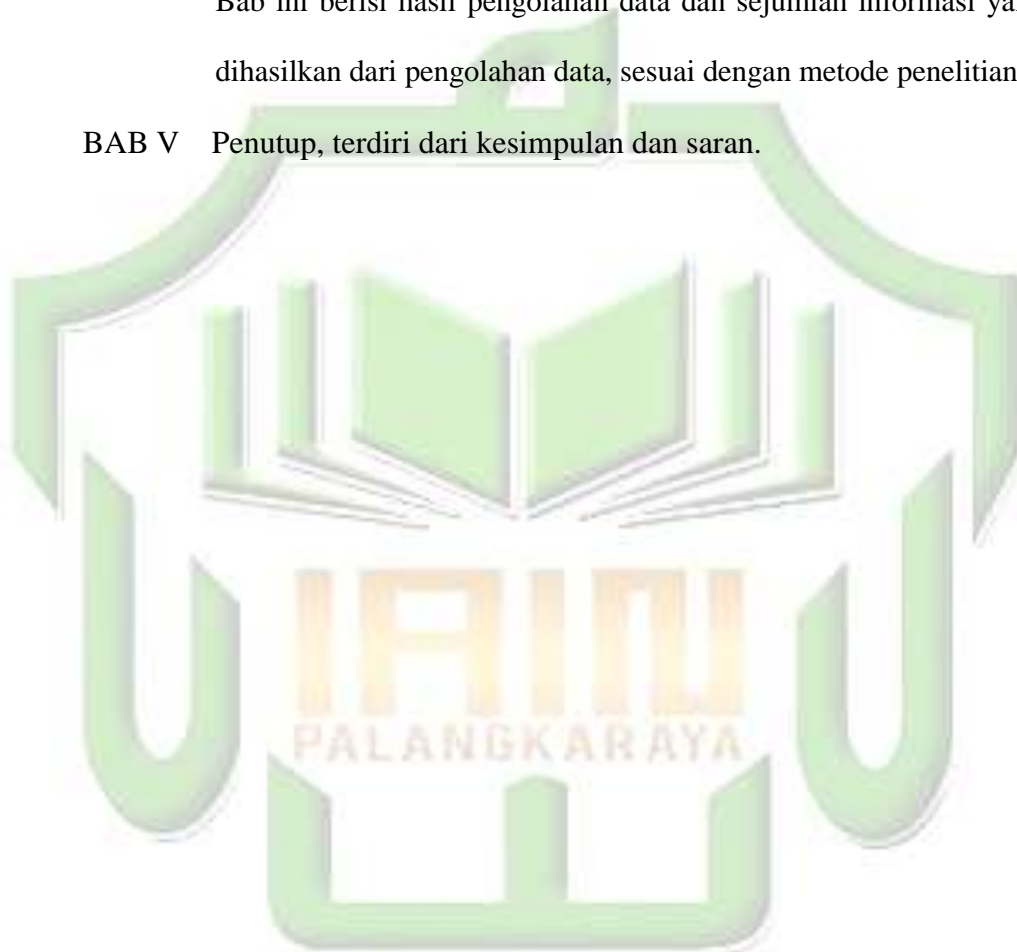 Bab ini berisi hasil pengolahan data dan sejumlah informasi
dihasilkan dari pengolahan data, sesuai dengan metode penelitian
BAB V Penutup, terdiri dari kesimpulan dan saran.
IAIN
PALANGKARAYA